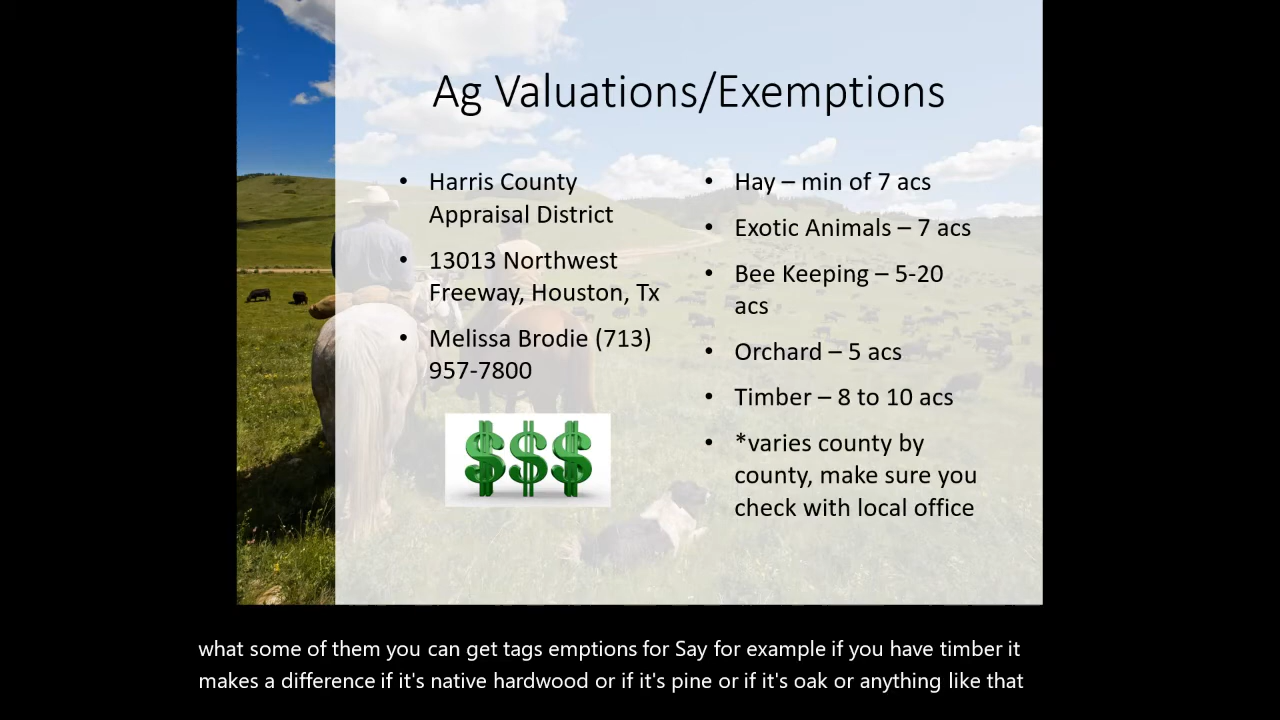 Ag Valuations/Exemptions
• Harris County
Appraisal District
• 13013 Northwest
Freeway, Houston, Tx
• Melissa Brodie (713)
957-7800
$$$
• Hay – min of 7 acs
• Exotic Animals – 7 acs
• Bee Keeping – 5-20
acs
• Orchard – 5 acs
• Timber – 8 to 10 acs
• *varies county by
county, make sure you
check with local office
what some of them you can get tags emptions for Say for example if you have timber it
makes a difference if it's native hardwood or if it's pine or if it's oak or anything like that